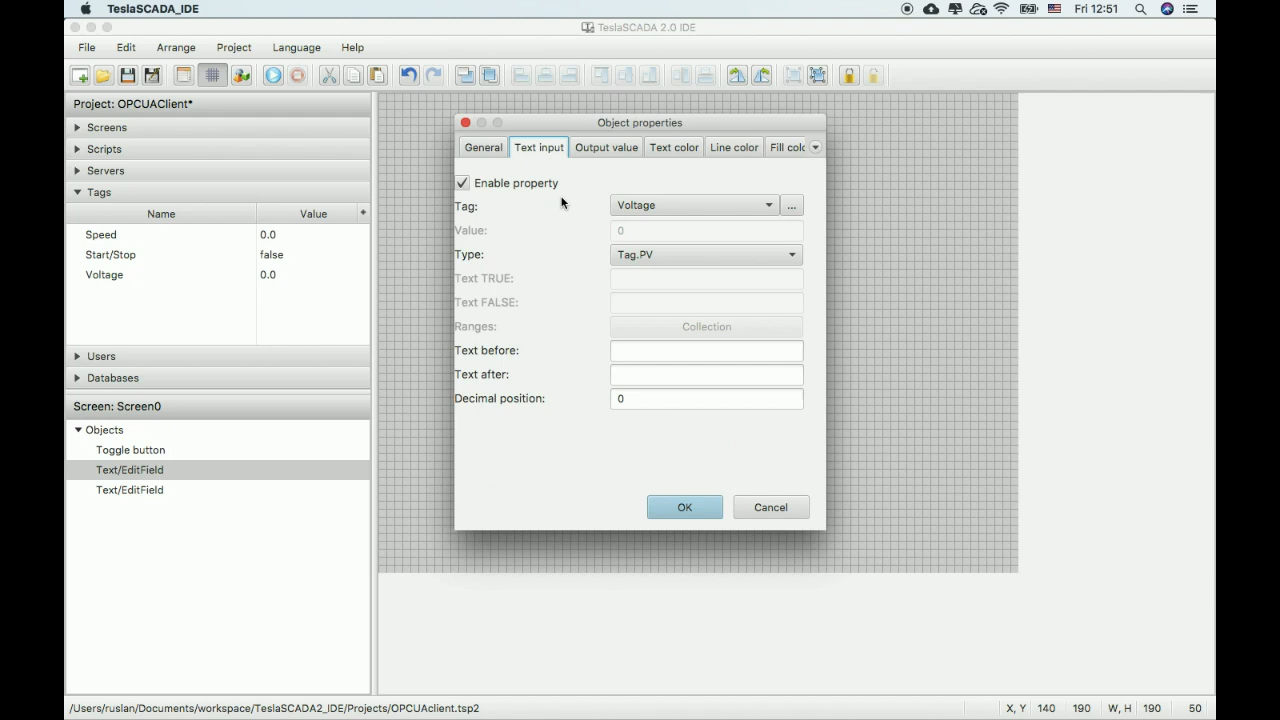 TeslaSCADA_IDE
Fri 12:51
TeslaSCADA 2.0 IDE
File Edit Arrange Project Language Help
Project: OPCUAClient*
Screens
Scripts
Servers
Tags
Name Value +
Speed 0.0
Start/Stop false
Voltage 0.0
Users
Databases
Screen: Screen0
Objects
Toggle button
Text/EditField
Text/EditField
Object properties
General Text input Output value Text color Line color Fill colc
Enable property
Tag: Voltage ...
Value: 0
Type: Tag.PV
Text TRUE:
Text FALSE:
Ranges: Collection
Text before:
Text after:
Decimal position: 0
OK Cancel
/Users/ruslan/Documents/workspace/TeslaSCADA2_IDE/Projects/OPCUAclient.tsp2
X, Y 140 190 W, H 190 50